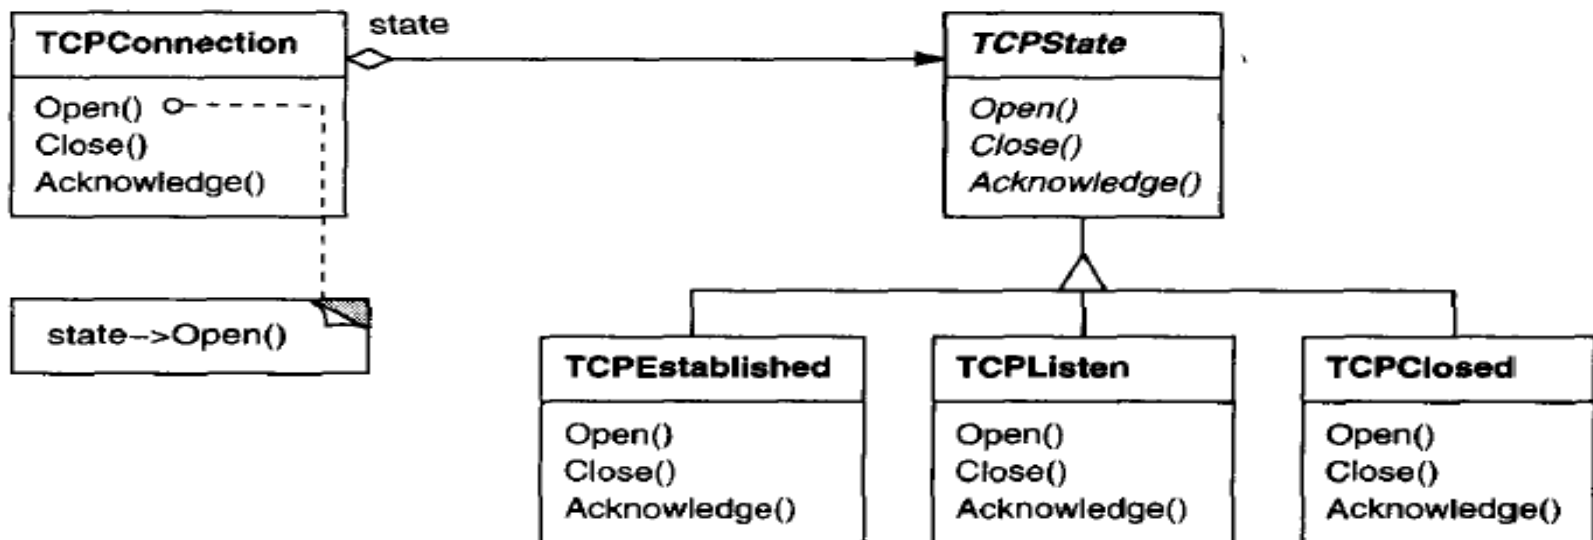 TCPConnection
Open()
Close()
Acknowledge()
state
TCPState
Open()
Close()
Acknowledge()
state->Open()
TCPEstablished
Open()
Close()
Acknowledge()
TCPListen
Open()
Close()
Acknowledge()
TCPClosed
Open()
Close()
Acknowledge()